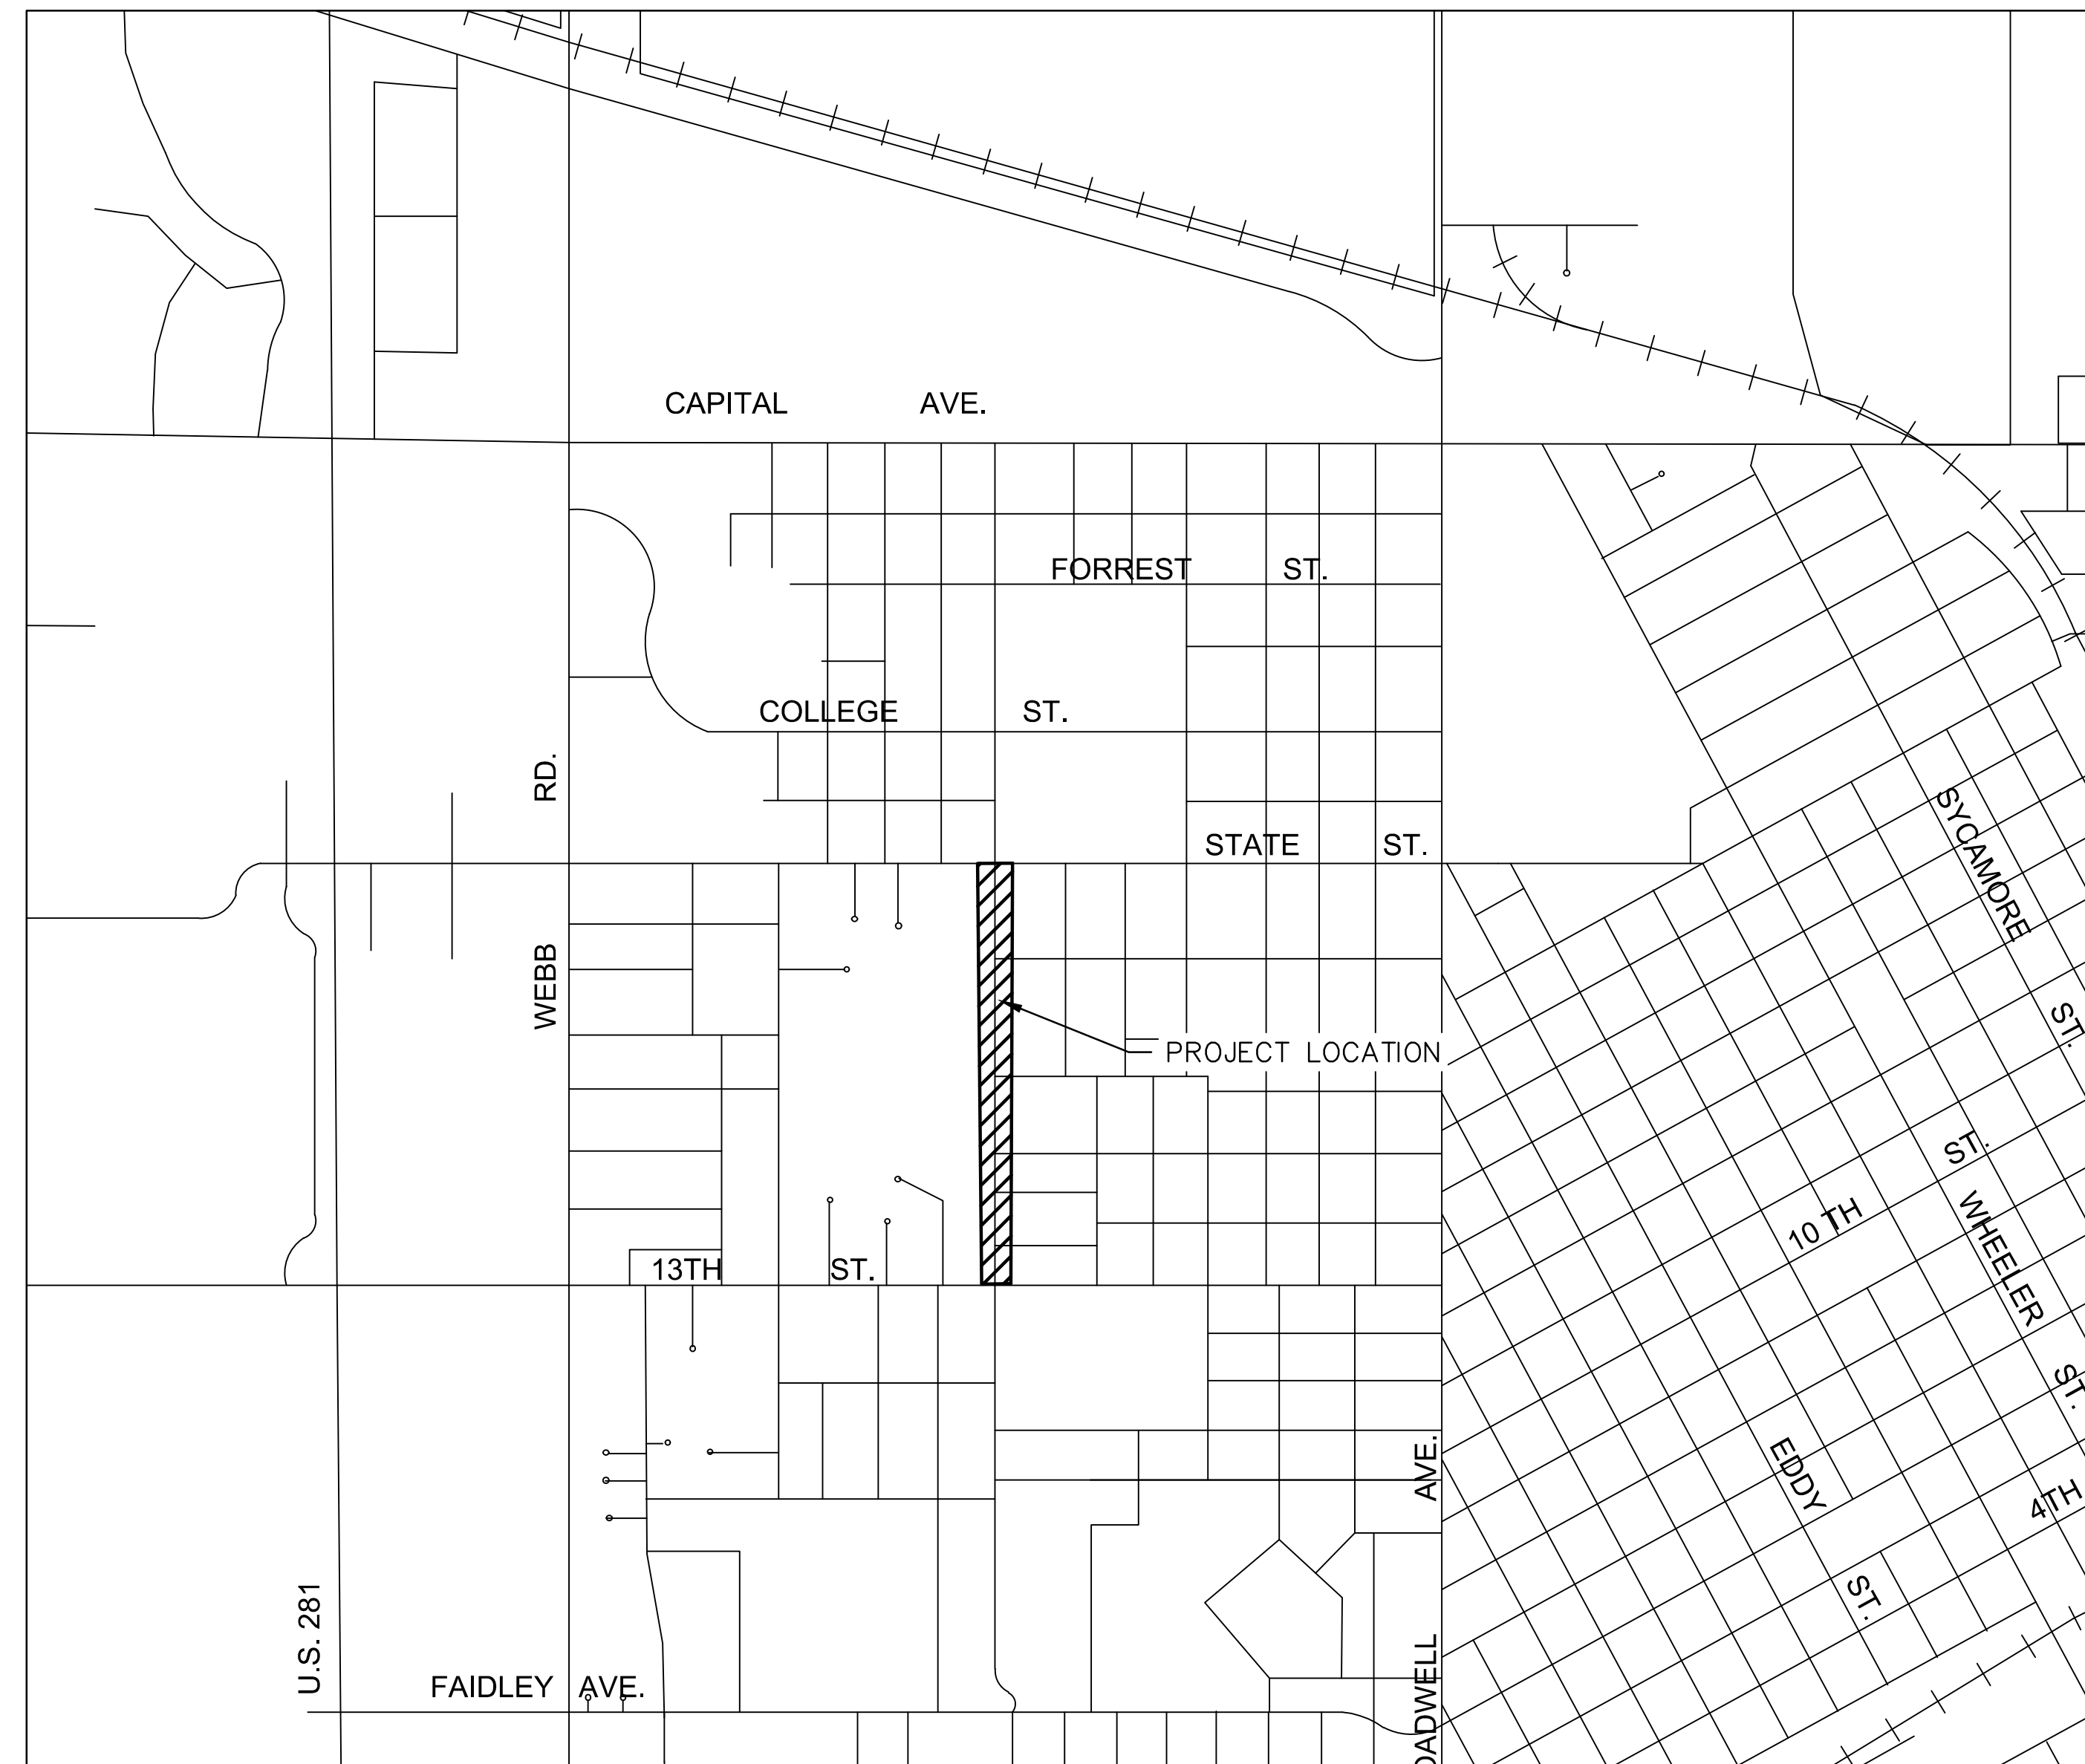 CAPITAL AVE.
FORREST ST.
COLLEGE ST.
RD.
STATE ST.
SYCAMORE
WEBB
ST.
PROJECT LOCATION
ST.
10 TH
WHEELER
13TH ST.
ST.
AVE.
EDDY
4TH
ST.
U.S. 281
FAIDLEY AVE.
OADWELL